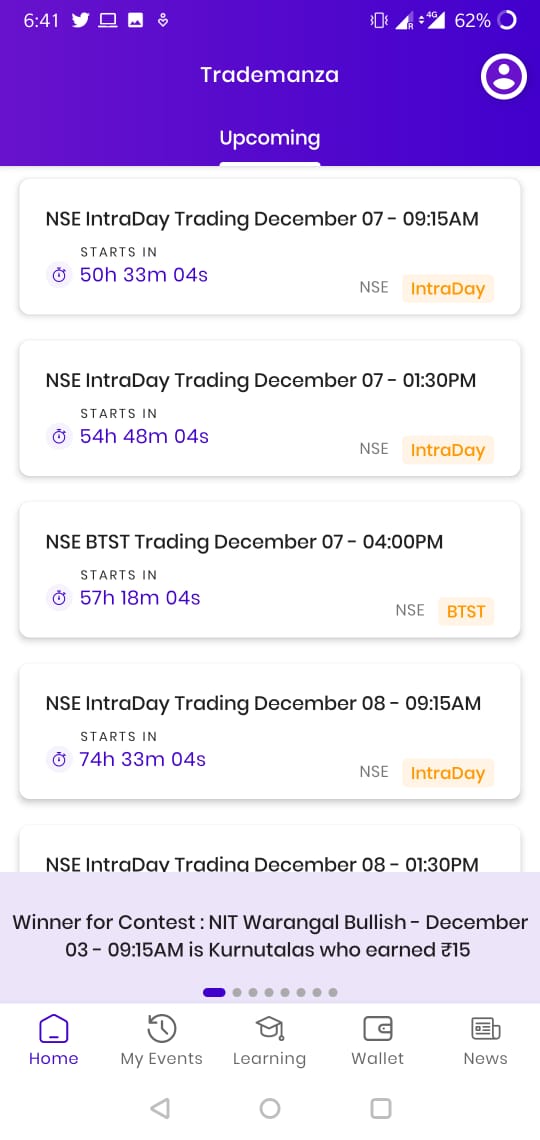 6:41
R
4G
62%
Trademanza
Upcoming
NSE IntraDay Trading December 07 - 09:15AM
STARTS IN
50h 33m 04s
NSE IntraDay
NSE IntraDay Trading December 07 - 01:30PM
STARTS IN
54h 48m 04s
NSE IntraDay
NSE BTST Trading December 07 - 04:00PM
STARTS IN
57h 18m 04s
NSE BTST
NSE IntraDay Trading December 08 - 09:15AM
STARTS IN
74h 33m 04s
NSE IntraDay
NSE IntraDay Trading December 08 - 01:30PM
Winner for Contest : NIT Warangal Bullish - December
03 - 09:15AM is Kurnutalas who earned ₹15
Home My Events Learning Wallet News